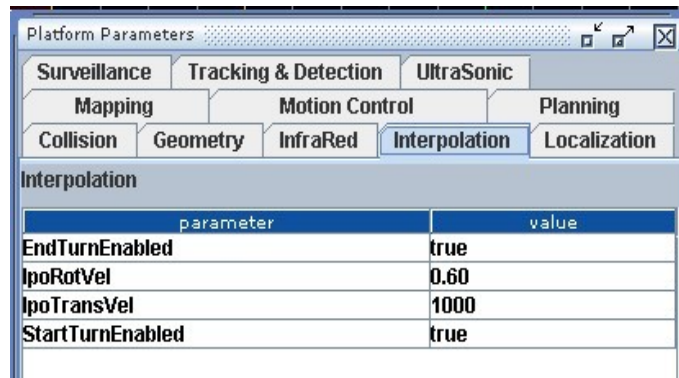 Platform Parameters
Surveillance Tracking & Detection UltraSonic
Mapping Motion Control Planning
Collision Geometry InfraRed Interpolation Localization
Interpolation
parameter value
EndTurnEnabled true
IpoRotVel 0.60
IpoTransVel 1000
StartTurnEnabled true